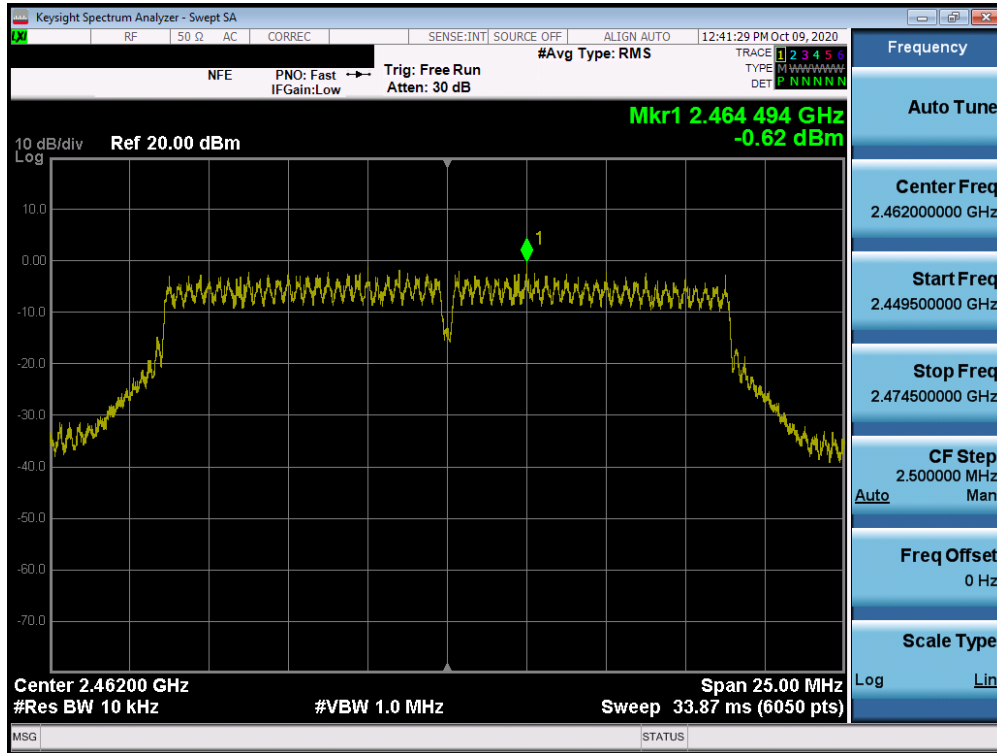 Keysight Spectrum Analyzer - Swept SA
LXI RF 50 Ω AC CORREC SENSE:INT SOURCE OFF ALIGN AUTO 12:41:29 PM Oct 09, 2020
NFE
PNO: Fast
IFGain:Low
Trig: Free Run
Atten: 30 dB
#Avg Type: RMS
TRACE 1 2 3 4 5 6
TYPE M WWWWW
DET P N N N N N
Mkr1 2.464 494 GHz
-0.62 dBm
10 dB/div
Log
Ref 20.00 dBm
10.0
0.00
-10.0
-20.0
-30.0
-40.0
-50.0
-60.0
-70.0
1
Center 2.46200 GHz
Span 25.00 MHz
#Res BW 10 kHz
#VBW 1.0 MHz
Sweep 33.87 ms (6050 pts)
MSG
STATUS
Frequency
Auto Tune
Center Freq
2.462000000 GHz
Start Freq
2.449500000 GHz
Stop Freq
2.474500000 GHz
CF Step
2.500000 MHz
Auto Man
Freq Offset
0 Hz
Scale Type
Log Lin